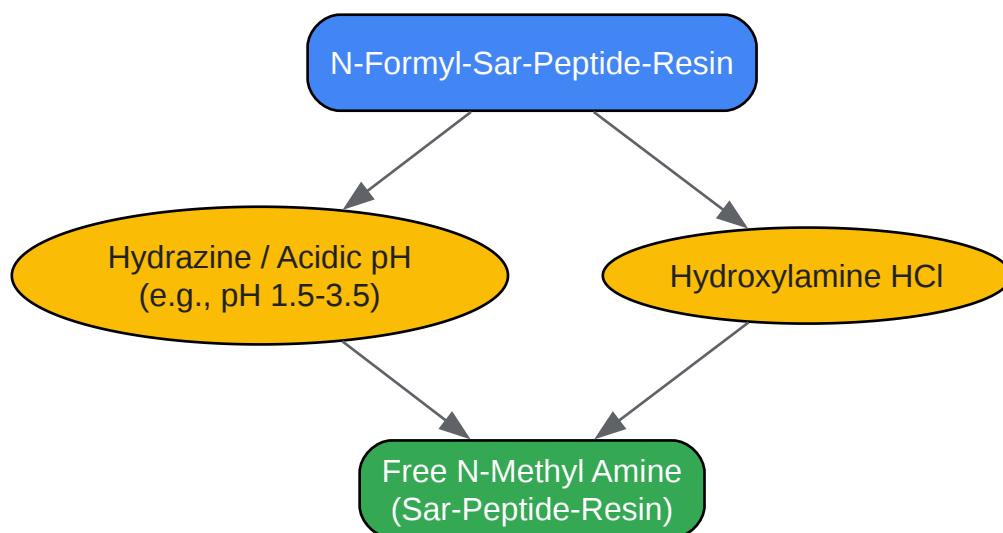 N-Formyl-Sar-Peptide-Resin
Hydrazine / Acidic pH
(e.g., pH 1.5-3.5)
Hydroxylamine HCl
Free N-Methyl Amine
(Sar-Peptide-Resin)